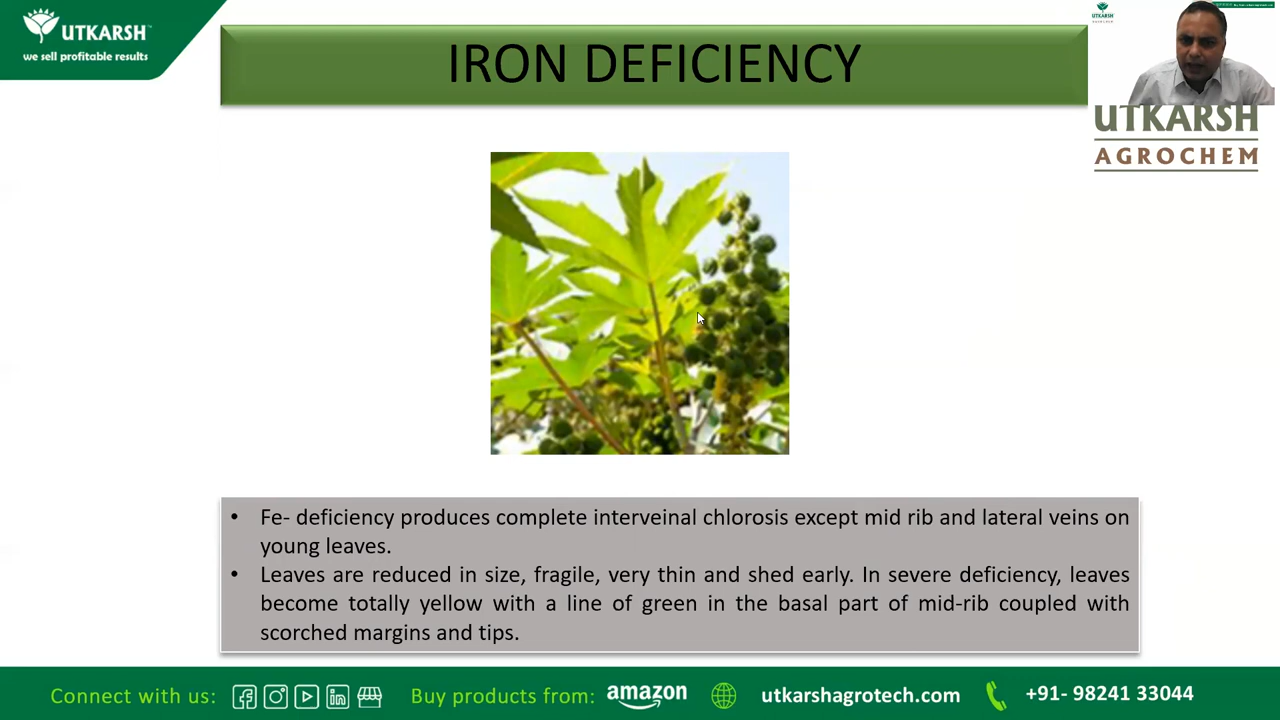 UTKARSH
we sell profitable results
IRON DEFICIENCY
UTKARSH
UTKARSH
AGROCHEM
• Fe- deficiency produces complete interveinal chlorosis except mid rib and lateral veins on
young leaves.
• Leaves are reduced in size, fragile, very thin and shed early. In severe deficiency, leaves
become totally yellow with a line of green in the basal part of mid-rib coupled with
scorched margins and tips.
Connect with us: Buy products from: amazon utkarshagrotech.com +91- 98241 33044